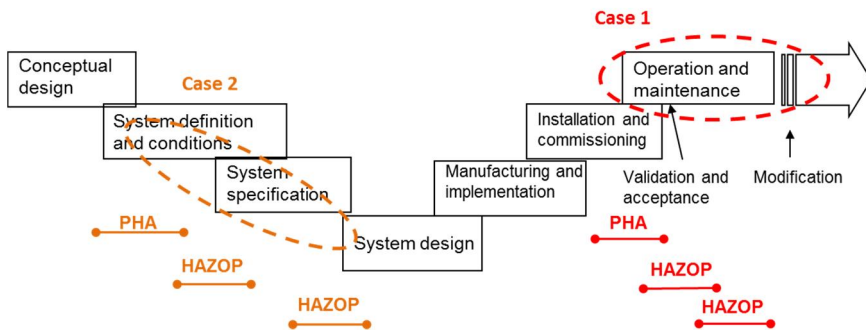 Case 1
Conceptual
design
Operation and
maintenance
Case 2
System definition
and conditions
Installation and
commissioning
System
specification
Manufacturing and
implementation
Validation and
acceptance
Modification
PHA
System design
PHA
HAZOP
HAZOP
HAZOP
HAZOP